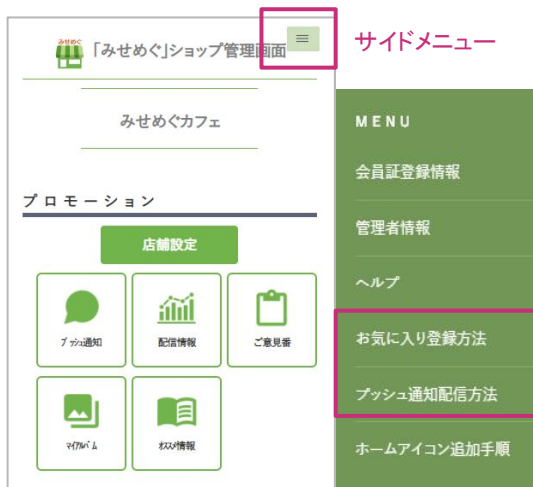 みせめぐ
「みせめぐ」ショップ管理画面
サイドメニュー
みせめぐカフェ
プロモーション
店舗設定
プッシュ通知
配信情報
ご意見番
マイアルバム
オススメ情報
MENU
会員証登録情報
管理者情報
ヘルプ
お気に入り登録方法
プッシュ通知配信方法
ホームアイコン追加手順